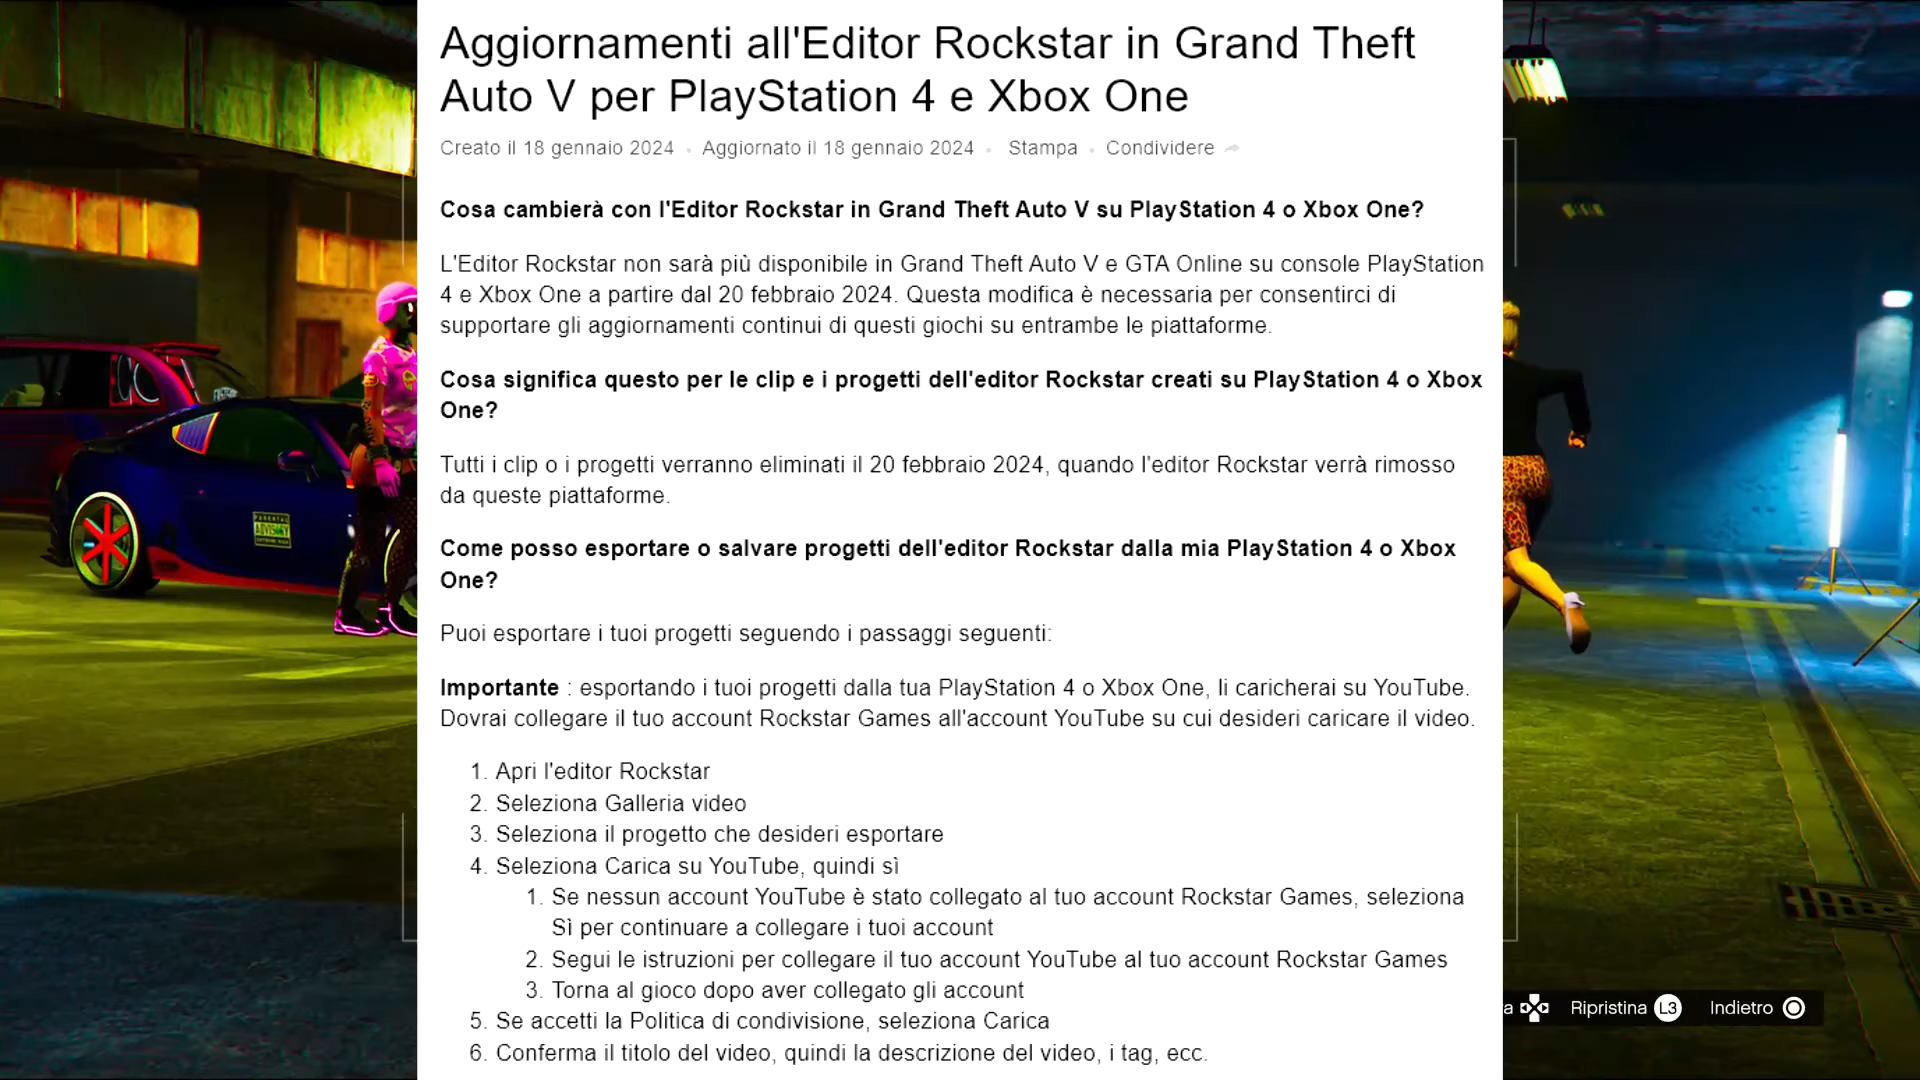 Aggiornamenti all'Editor Rockstar in Grand Theft
Auto V per PlayStation 4 e Xbox One
Creato il 18 gennaio 2024 • Aggiornato il 18 gennaio 2024 • Stampa • Condividere
Cosa cambierà con l'Editor Rockstar in Grand Theft Auto V su PlayStation 4 o Xbox One?
L'Editor Rockstar non sarà più disponibile in Grand Theft Auto V e GTA Online su console PlayStation
4 e Xbox One a partire dal 20 febbraio 2024. Questa modifica è necessaria per consentirci di
supportare gli aggiornamenti continui di questi giochi su entrambe le piattaforme.
Cosa significa questo per le clip e i progetti dell'editor Rockstar creati su PlayStation 4 o Xbox
One?
Tutti i clip o i progetti verranno eliminati il 20 febbraio 2024, quando l'editor Rockstar verrà rimosso
da queste piattaforme.
Come posso esportare o salvare progetti dell'editor Rockstar dalla mia PlayStation 4 o Xbox
One?
Puoi esportare i tuoi progetti seguendo i passaggi seguenti:
Importante : esportando i tuoi progetti dalla tua PlayStation 4 o Xbox One, li caricherai su YouTube.
Dovrai collegare il tuo account Rockstar Games all'account YouTube su cui desideri caricare il video.
1. Apri l'editor Rockstar
2. Seleziona Galleria video
3. Seleziona il progetto che desideri esportare
4. Seleziona Carica su YouTube, quindi sì
1. Se nessun account YouTube è stato collegato al tuo account Rockstar Games, seleziona
Sì per continuare a collegare i tuoi account
2. Segui le istruzioni per collegare il tuo account YouTube al tuo account Rockstar Games
3. Torna al gioco dopo aver collegato gli account
5. Se accetti la Politica di condivisione, seleziona Carica
6. Conferma il titolo del video, quindi la descrizione del video, i tag, ecc.
PARENTAL
ADVISORY
a Ripristina L3 Indietro